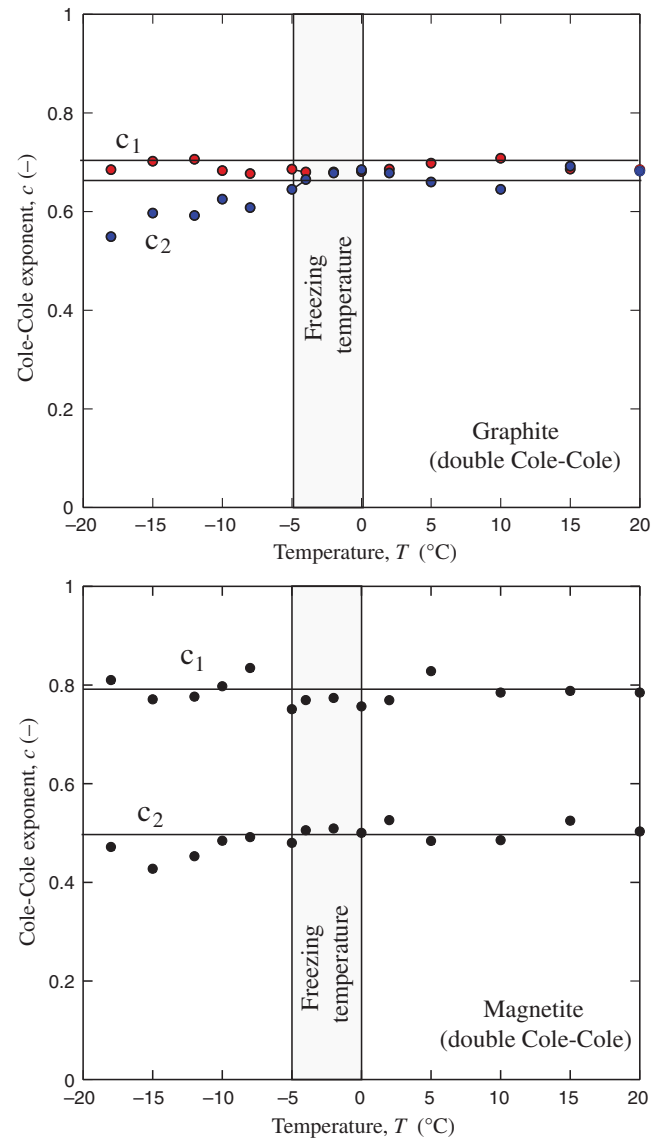 1
0.8
0.6
0.4
0.2
0
Cole-Cole exponent, c (–)
c1
c2
Freezing
temperature
Graphite
(double Cole-Cole)
–20 –15 –10 –5 0 5 10 15 20
Temperature, T (°C)
1
0.8
0.6
0.4
0.2
0
Cole-Cole exponent, c (–)
c1
c2
Freezing
temperature
Magnetite
(double Cole-Cole)
–20 –15 –10 –5 0 5 10 15 20
Temperature, T (°C)